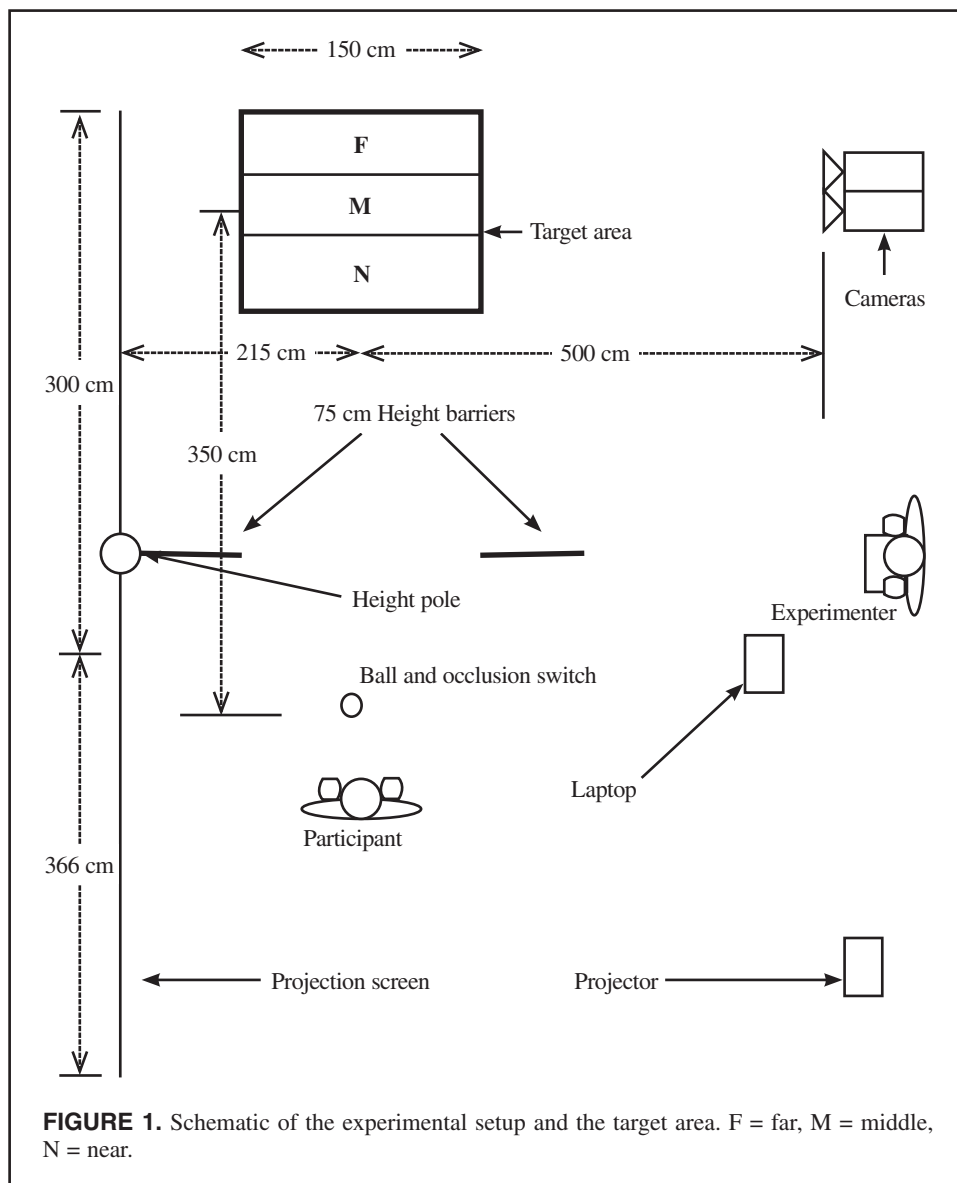 150 cm
F
M
Target area
N
Cameras
215 cm
500 cm
300 cm
75 cm Height barriers
350 cm
Height pole
Experimenter
Ball and occlusion switch
Laptop
Participant
366 cm
Projection screen
Projector
FIGURE 1. Schematic of the experimental setup and the target area. F = far, M = middle,
N = near.